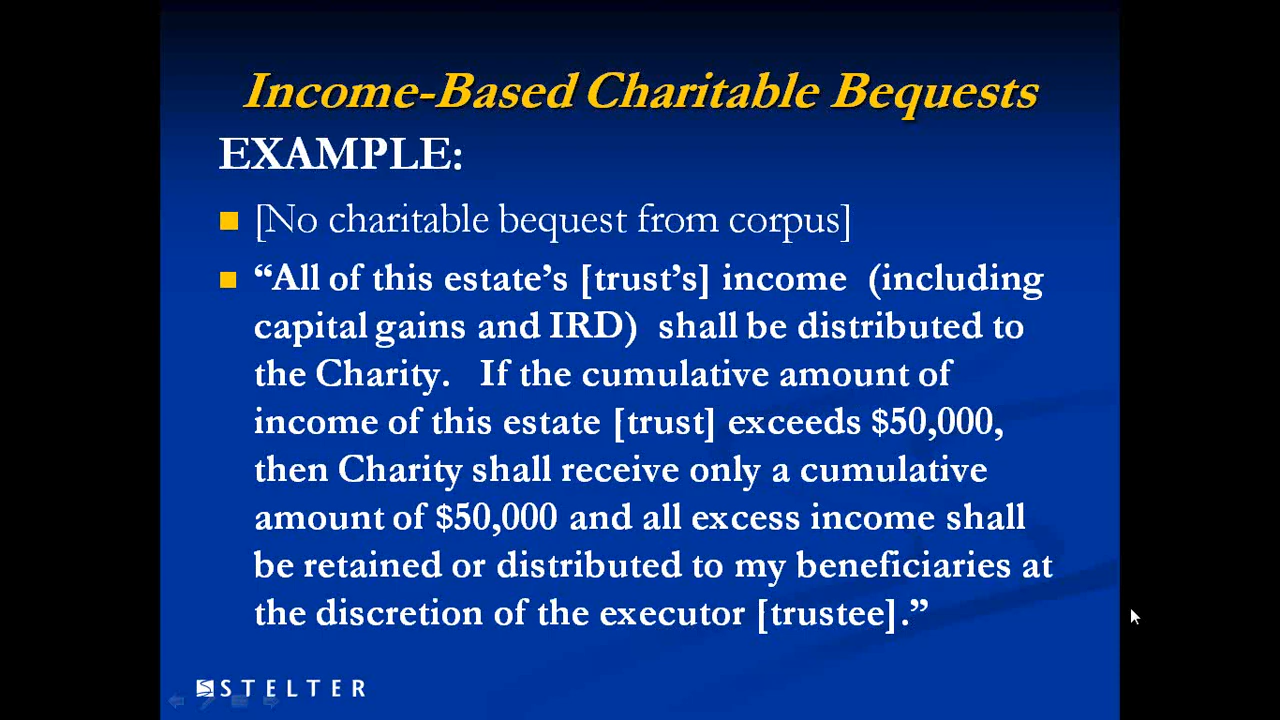 Income-Based Charitable Bequests
EXAMPLE:
[No charitable bequest from corpus]
“All of this estate’s [trust’s] income (including
capital gains and IRD) shall be distributed to
the Charity. If the cumulative amount of
income of this estate [trust] exceeds $50,000,
then Charity shall receive only a cumulative
amount of $50,000 and all excess income shall
be retained or distributed to my beneficiaries at
the discretion of the executor [trustee].”
STELTER